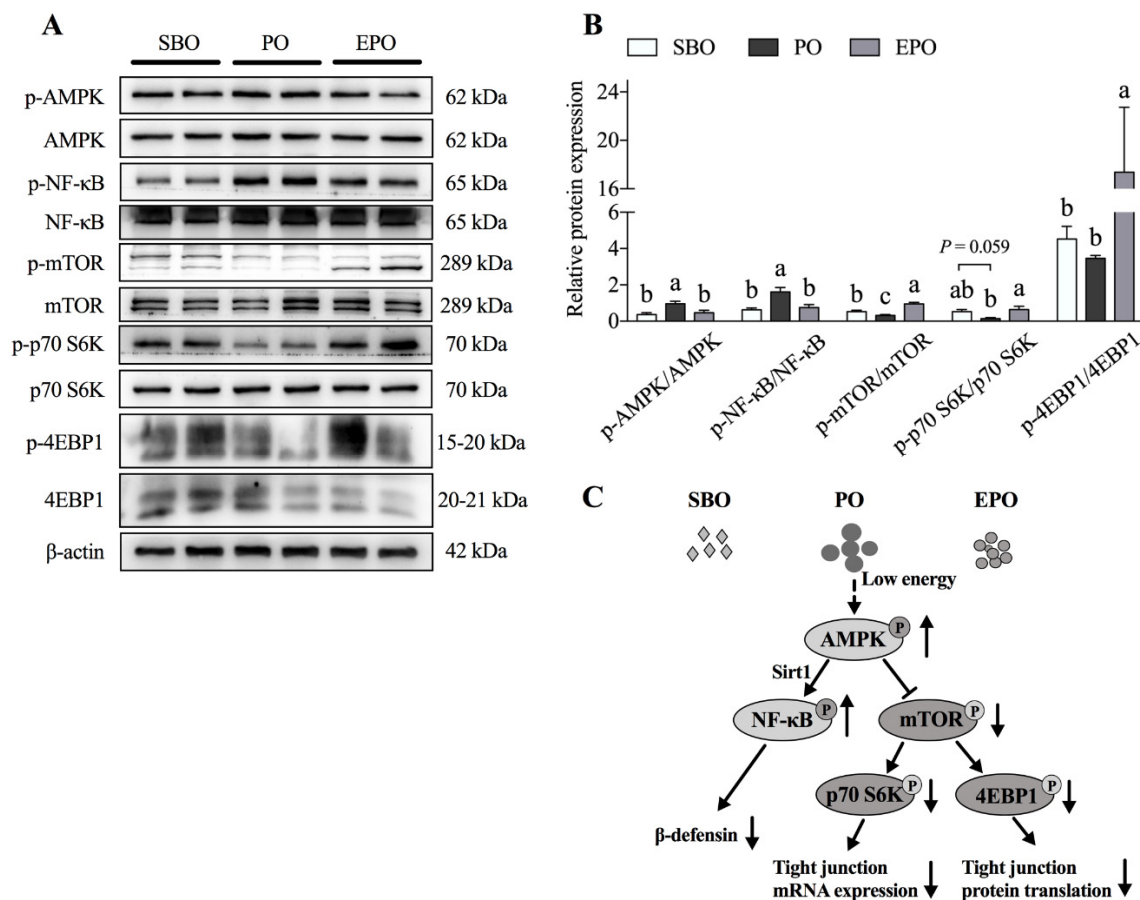 A
SBO PO EPO
p-AMPK 62 kDa
AMPK 62 kDa
p-NF-κB 65 kDa
NF-κB 65 kDa
p-mTOR 289 kDa
mTOR 289 kDa
p-p70 S6K 70 kDa
p70 S6K 70 kDa
p-4EBP1 15-20 kDa
4EBP1 20-21 kDa
β-actin 42 kDa
B
SBO PO EPO
Relative protein expression
24
16
6
4
2
0
b a b
b a b
b c a
P = 0.059
ab b a
b b a
p-AMPK/AMPK
p-NF-κB/NF-κB
p-mTOR/mTOR
p-p70 S6K/p70 S6K
p-4EBP1/4EBP1
C
SBO PO EPO
Low energy
AMPK P
Sirt1
NF-κB P
mTOR P
p70 S6K P
4EBP1 P
β-defensin
Tight junction
mRNA expression
Tight junction
protein translation